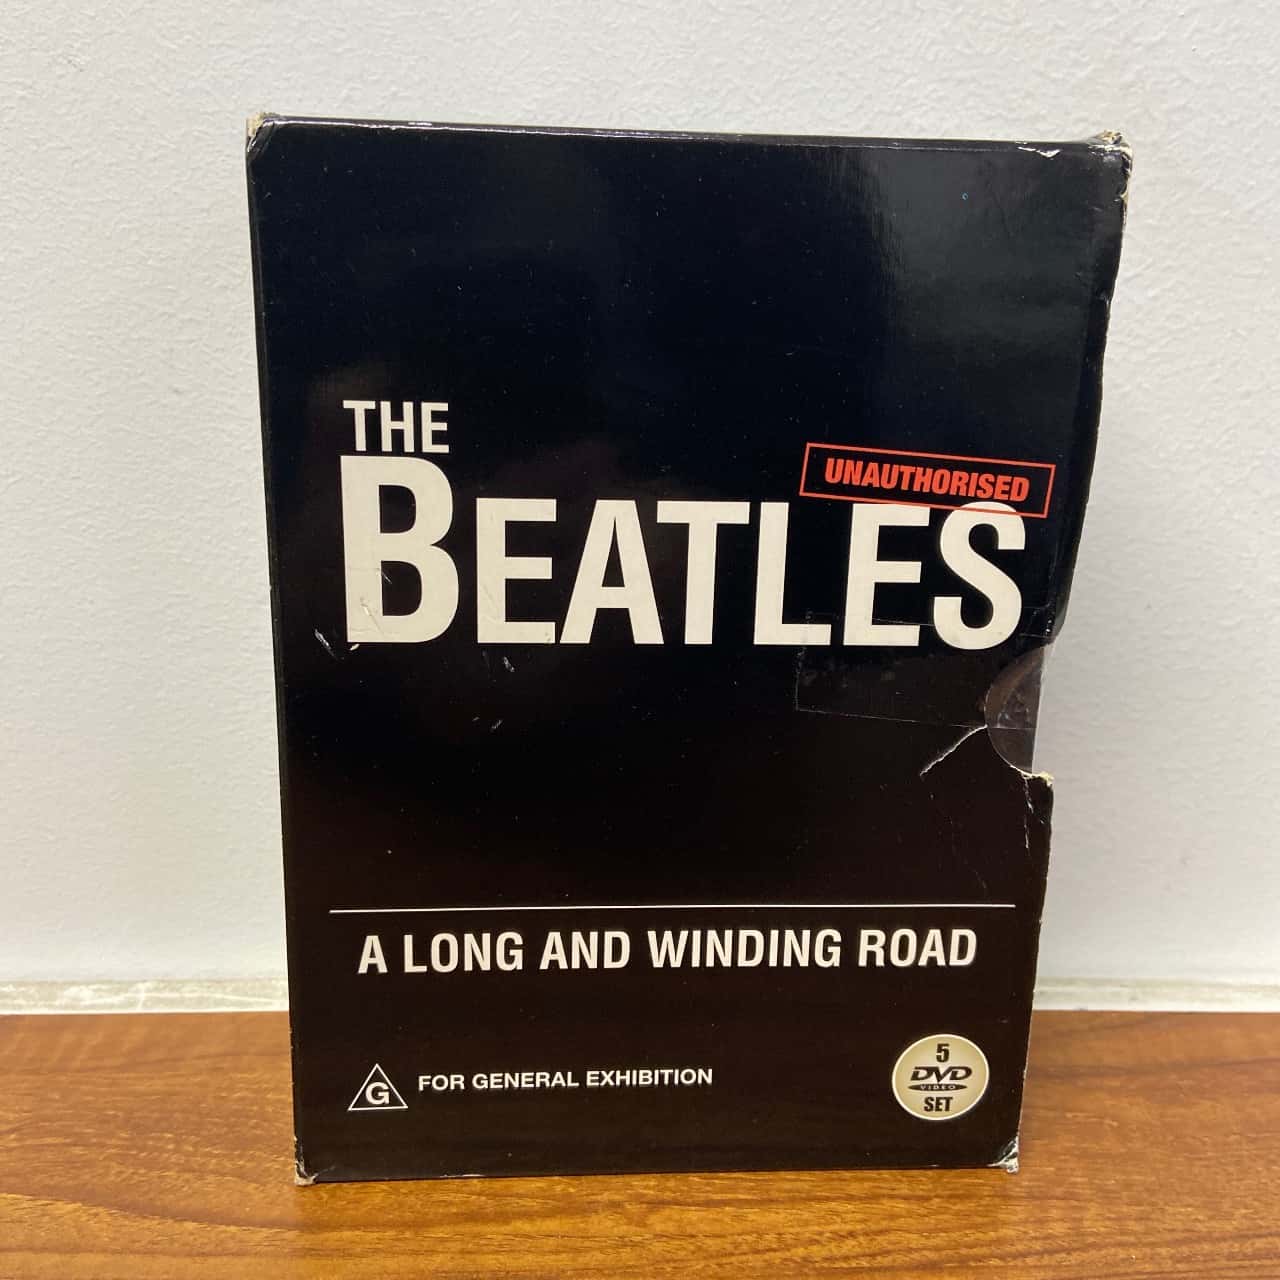 THE
UNAUTHORISED
BEATLES
A LONG AND WINDING ROAD
G FOR GENERAL EXHIBITION
5
DVD
VIDEO
SET